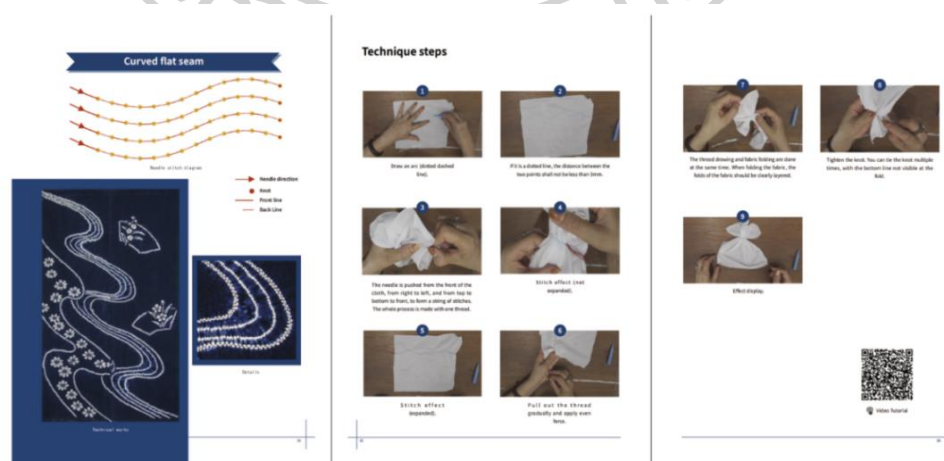 Curved flat seam
Needle stitch diagram
Needle direction
Knot
Front line
Back Line
Details
Technical works
Technique steps
1
2
Draw an arc (dotted dashed
line).
If it is a dotted line, the distance between the
two points shall not be less than 5mm.
3
4
The needle is pushed from the front of the
cloth, from right to left, and from top to
bottom to front, to form a string of stitches.
The whole process is made with one thread.
Stitch effect (not
expanded).
5
6
Stitch effect
(expanded).
Pull out the thread
gradually and apply even
force.
7
8
The thread drawing and fabric folding are done
at the same time. When folding the fabric, the
folds of the fabric should be clearly layered.
Tighten the knot. You can tie the knot multiple
times, with the bottom line not visible at the
fold.
9
Effect display.
Video Tutorial